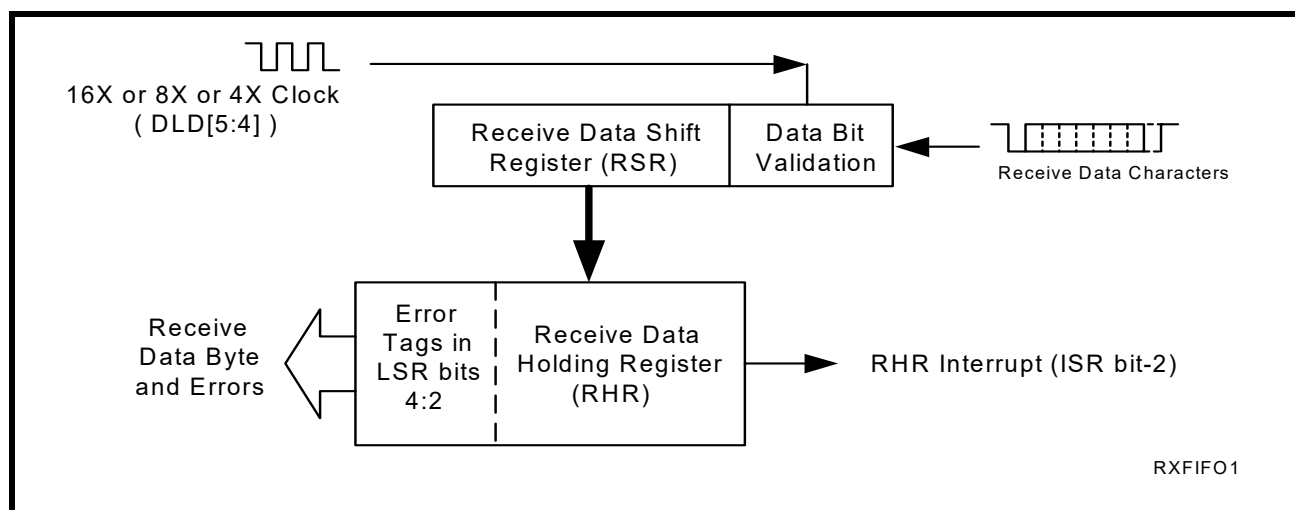 16X or 8X or 4X Clock
( DLD[5:4] )
Receive Data Shift
Register (RSR)
Data Bit
Validation
Receive Data Characters
Receive
Data Byte
and Errors
Error
Tags in
LSR bits
4:2
Receive Data
Holding Register
(RHR)
RHR Interrupt (ISR bit-2)
RXFIFO1